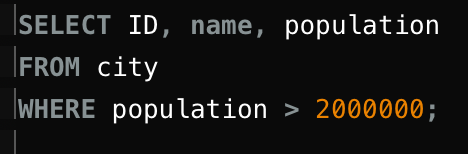 SELECT ID, name, population
FROM city
WHERE population > 2000000;